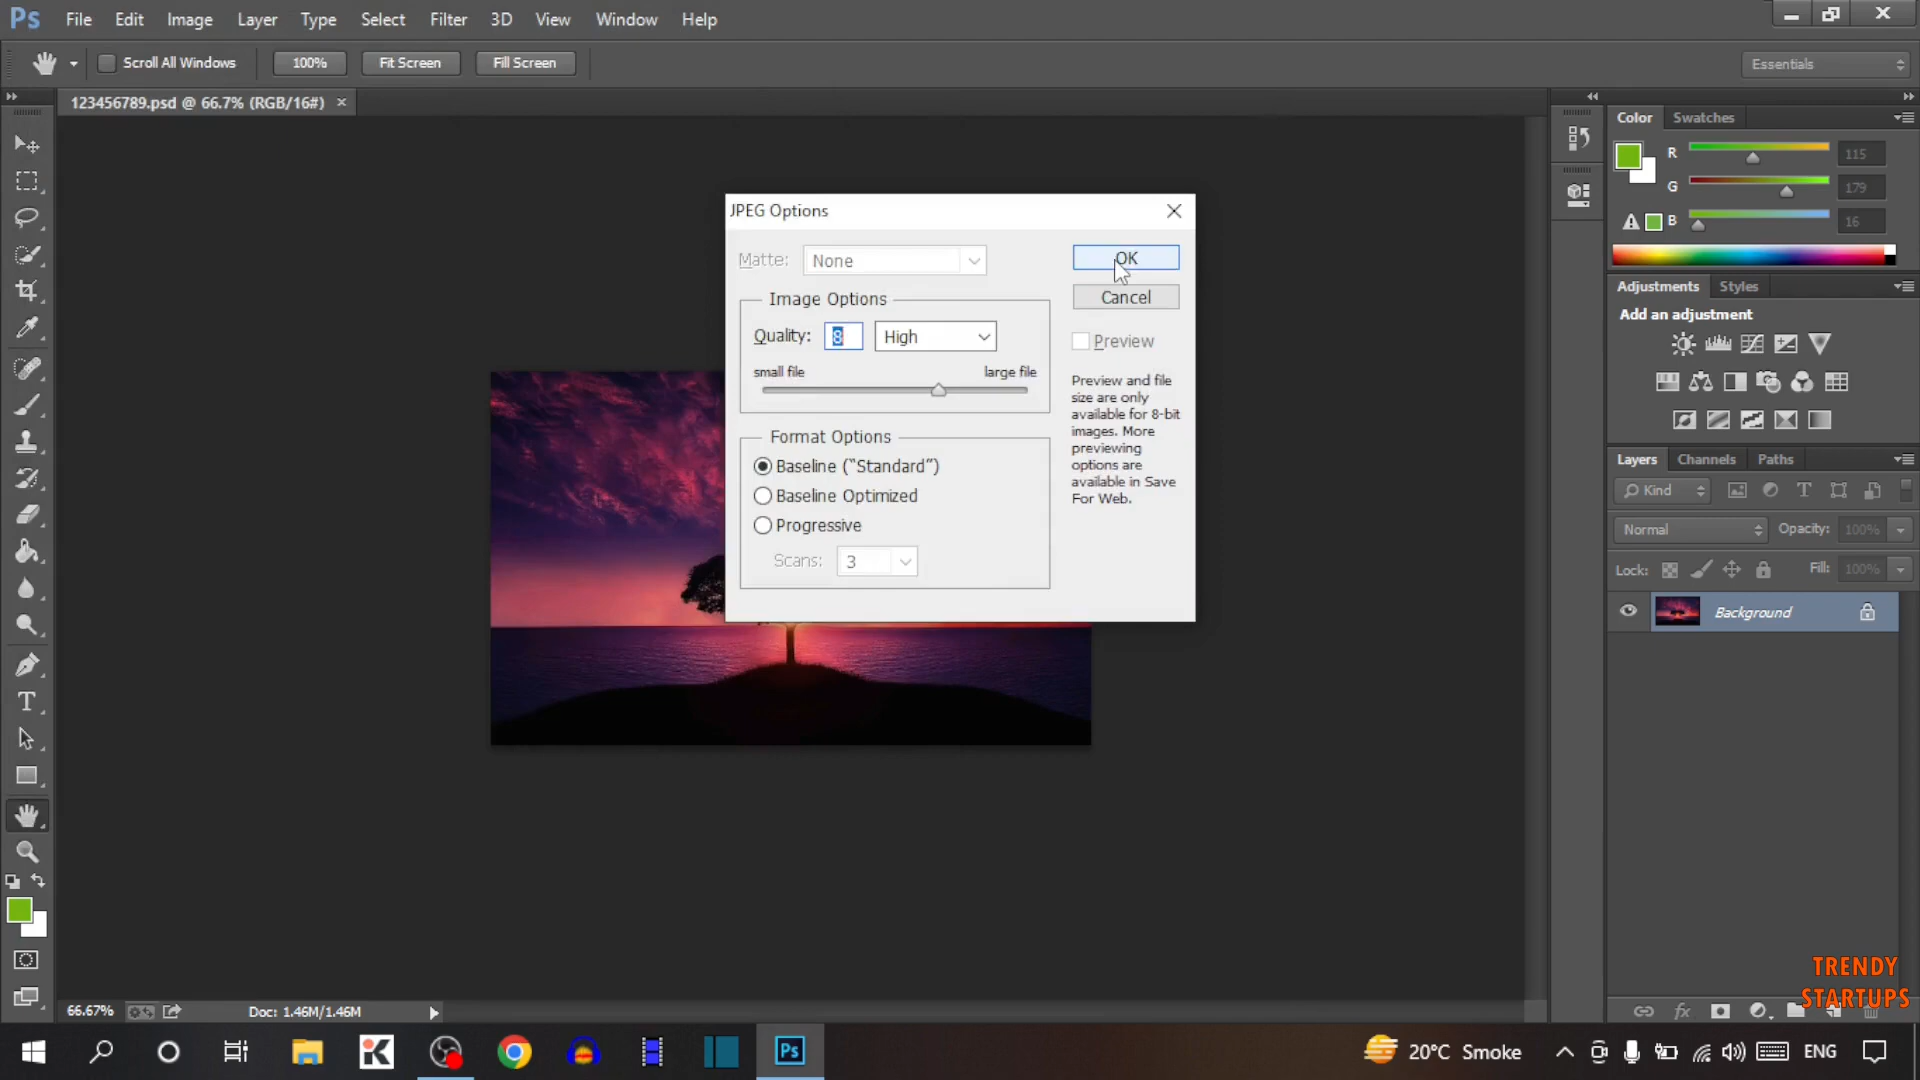 Ps File Edit Image Layer Type Select Filter 3D View Window Help
Scroll All Windows 100% Fit Screen Fill Screen Essentials
123456789.psd @ 66.7% (RGB/16#) ×
JPEG Options
Matte: None
OK
Cancel
Image Options
Quality: 8 High
small file large file
Preview
Preview and file
size are only
available for 8-bit
images. More
previewing
options are
available in Save
For Web.
Format Options
Baseline ("Standard")
Baseline Optimized
Progressive
Scans: 3
Color Swatches
R 115
G 179
B 16
Adjustments Styles
Add an adjustment
Layers Channels Paths
Kind
Normal Opacity: 100%
Lock: Fill: 100%
Background
TRENDY
STARTUPS
66.67% Doc: 1.46M/1.46M
Ps 20°C Smoke ENG